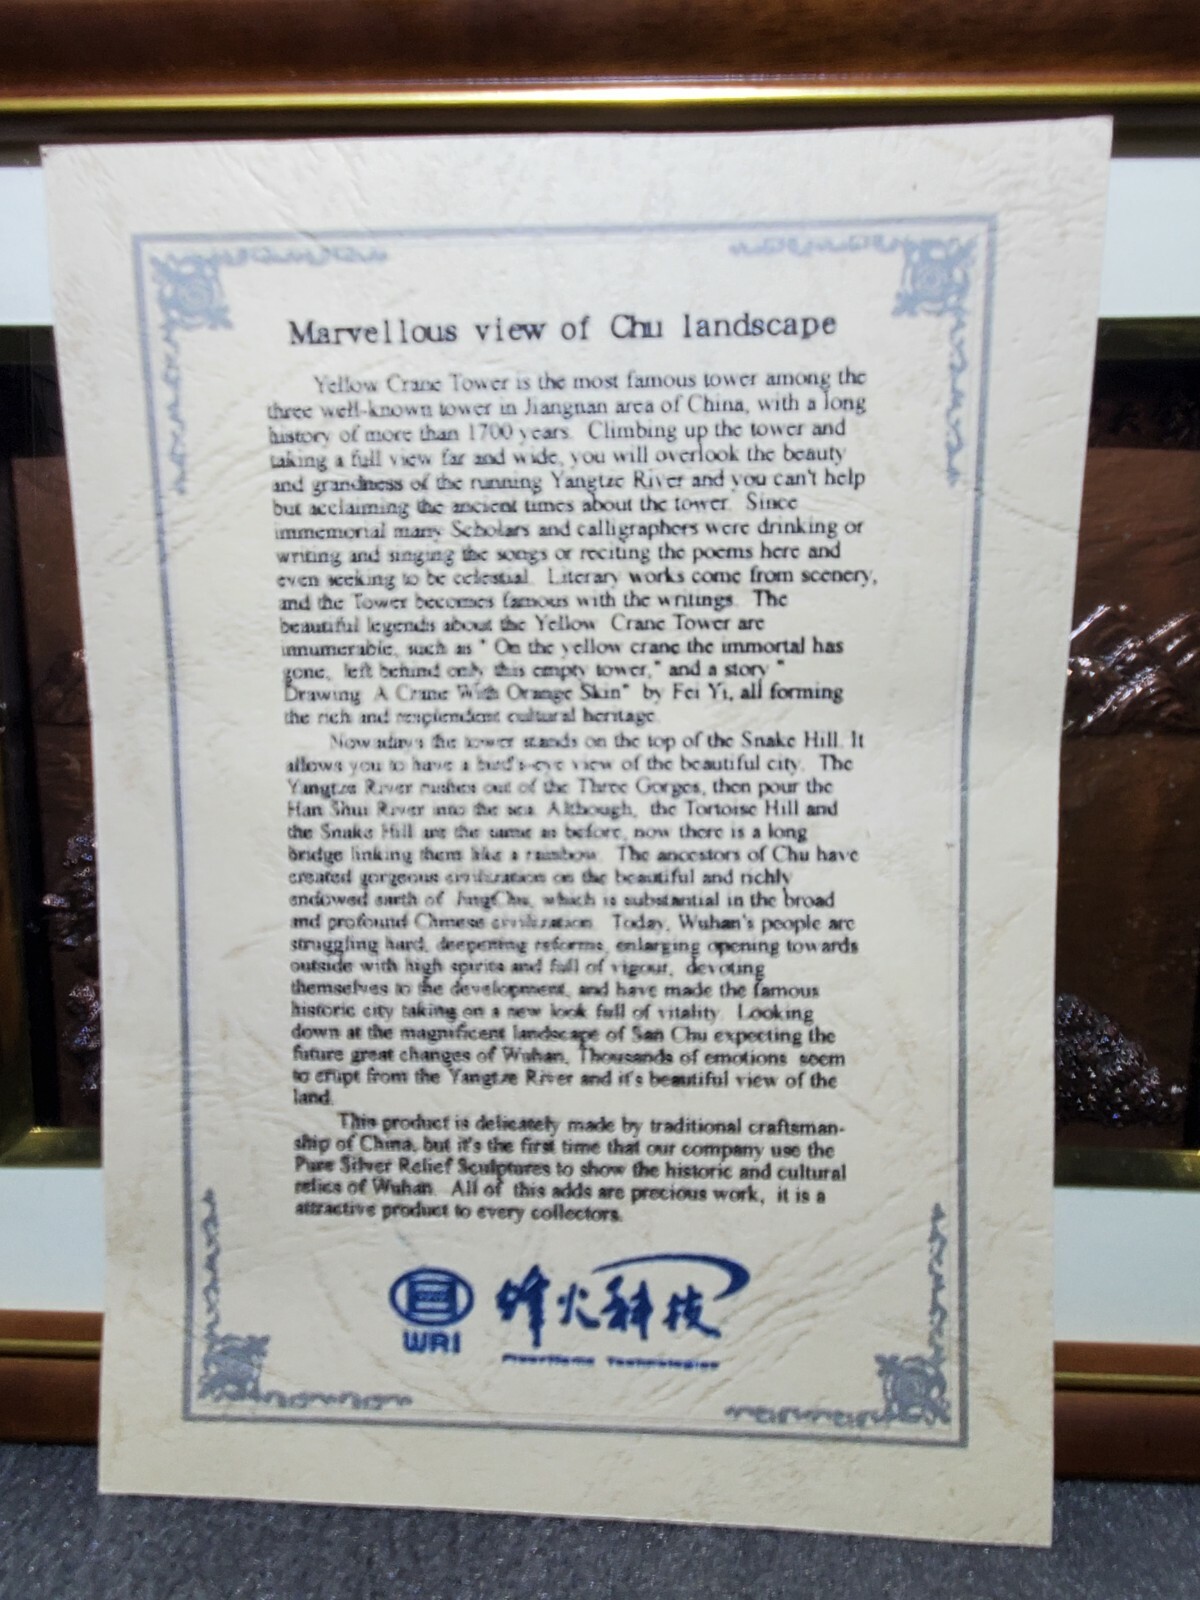 Marvellous view of Chu landscape
Yellow Crane Tower is the most famous tower among the
three well-known tower in Jiangnan area of China, with a long
history of more than 1700 years. Climbing up the tower and
taking a full view far and wide, you will overlook the beauty
and grandness of the running Yangtze River and you can't help
but acclaiming the ancient times about the tower. Since
immemorial many Scholars and calligraphers were drinking or
writing and singing the songs or reciting the poems here and
even seeking to be celestial. Literary works come from scenery,
and the Tower becomes famous with the writings. The
beautiful legends about the Yellow Crane Tower are
innumerable, such as " On the yellow crane the immortal has
gone, left behind only this empty tower," and a story "
Drawing A Crane With Orange Skin" by Fei Yi, all forming
the rich and resplendent cultural heritage.
Nowadays the tower stands on the top of the Snake Hill. It
allows you to have a bird's-eye view of the beautiful city. The
Yangtze River rushes out of the Three Gorges, then pour the
Han Shui River into the sea. Although, the Tortoise Hill and
the Snake Hill are the same as before, now there is a long
bridge linking them like a rainbow. The ancestors of Chu have
created gorgeous civilization on the beautiful and richly
endowed earth of JingChu, which is substantial in the broad
and profound Chinese civilization. Today, Wuhan's people are
struggling hard, deepening reforms, enlarging opening towards
outside with high spirits and full of vigour, devoting
themselves to the development, and have made the famous
historic city taking on a new look full of vitality. Looking
down at the magnificent landscape of San Chu expecting the
future great changes of Wuhan, Thousands of emotions seem
to erupt from the Yangtze River and it's beautiful view of the
land.
This product is delicately made by traditional craftsman-
ship of China, but it's the first time that our company use the
Pure Silver Relief Sculptures to show the historic and cultural
relics of Wuhan. All of this adds are precious work, it is a
attractive product to every collectors.
WRI 烽火科技
FiberHome Technologies